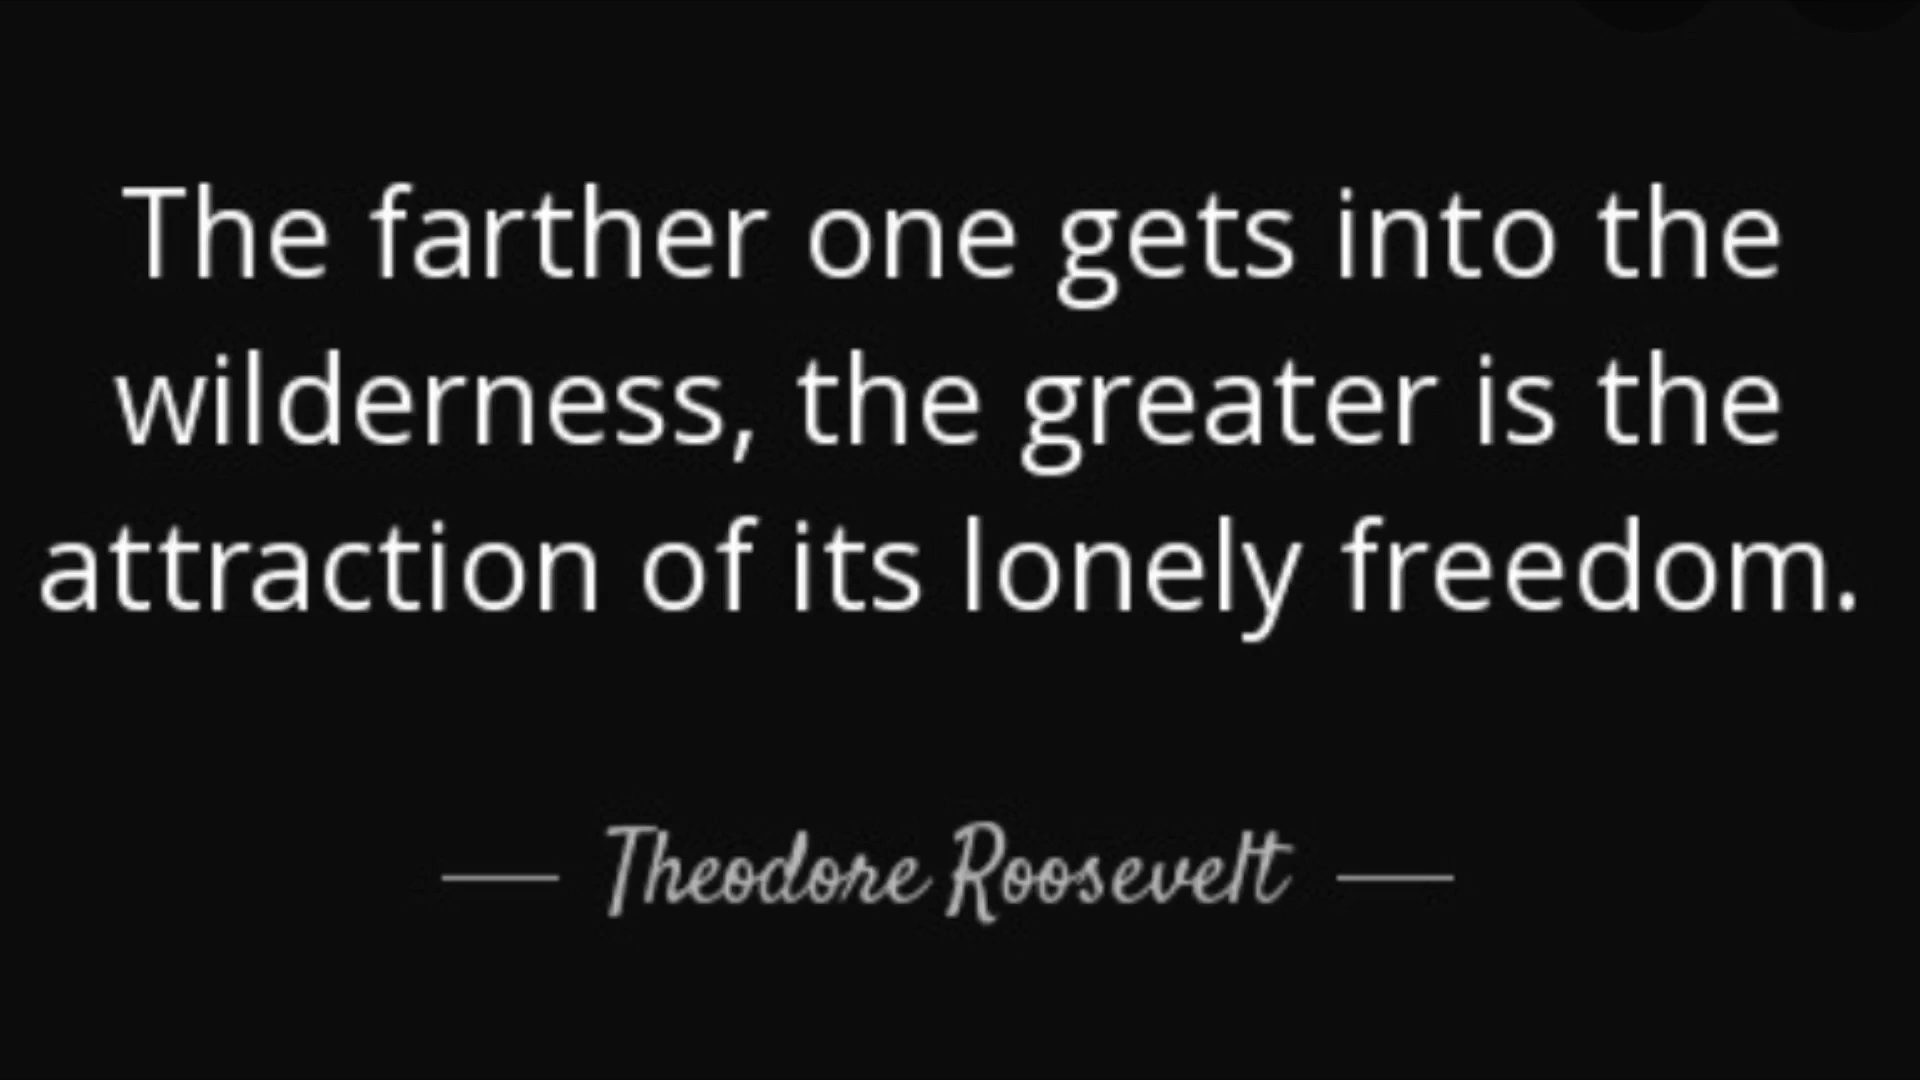 The farther one gets into the
wilderness, the greater is the
attraction of its lonely freedom.
— Theodore Roosevelt —